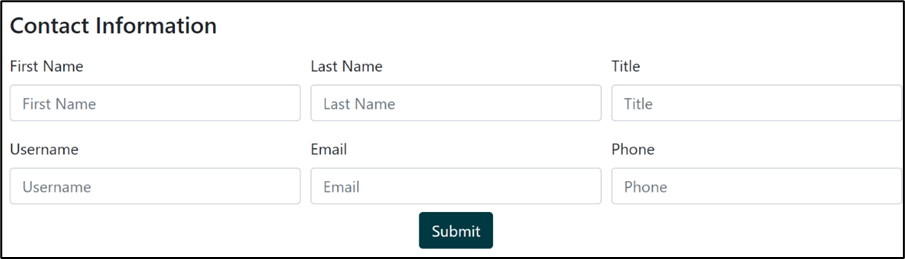 Contact Information
First Name Last Name Title
First Name Last Name Title
Username Email Phone
Username Email Phone
Submit